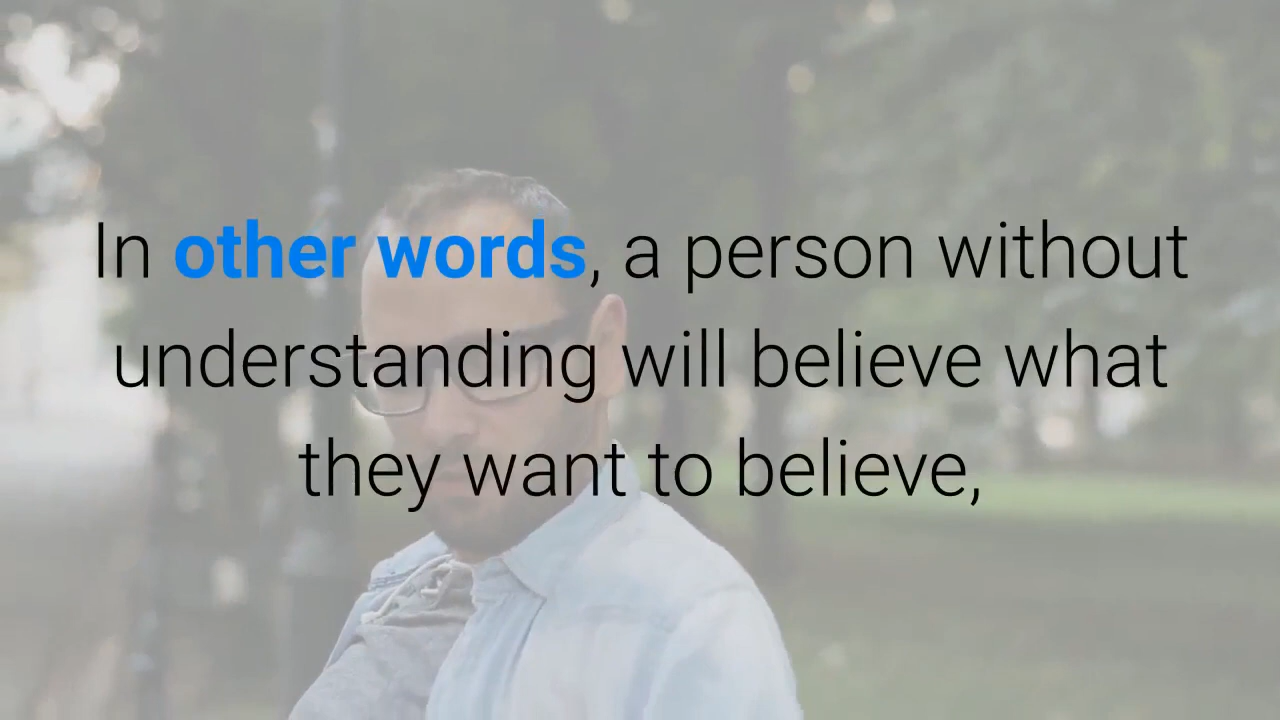 In other words, a person without
understanding will believe what
they want to believe,